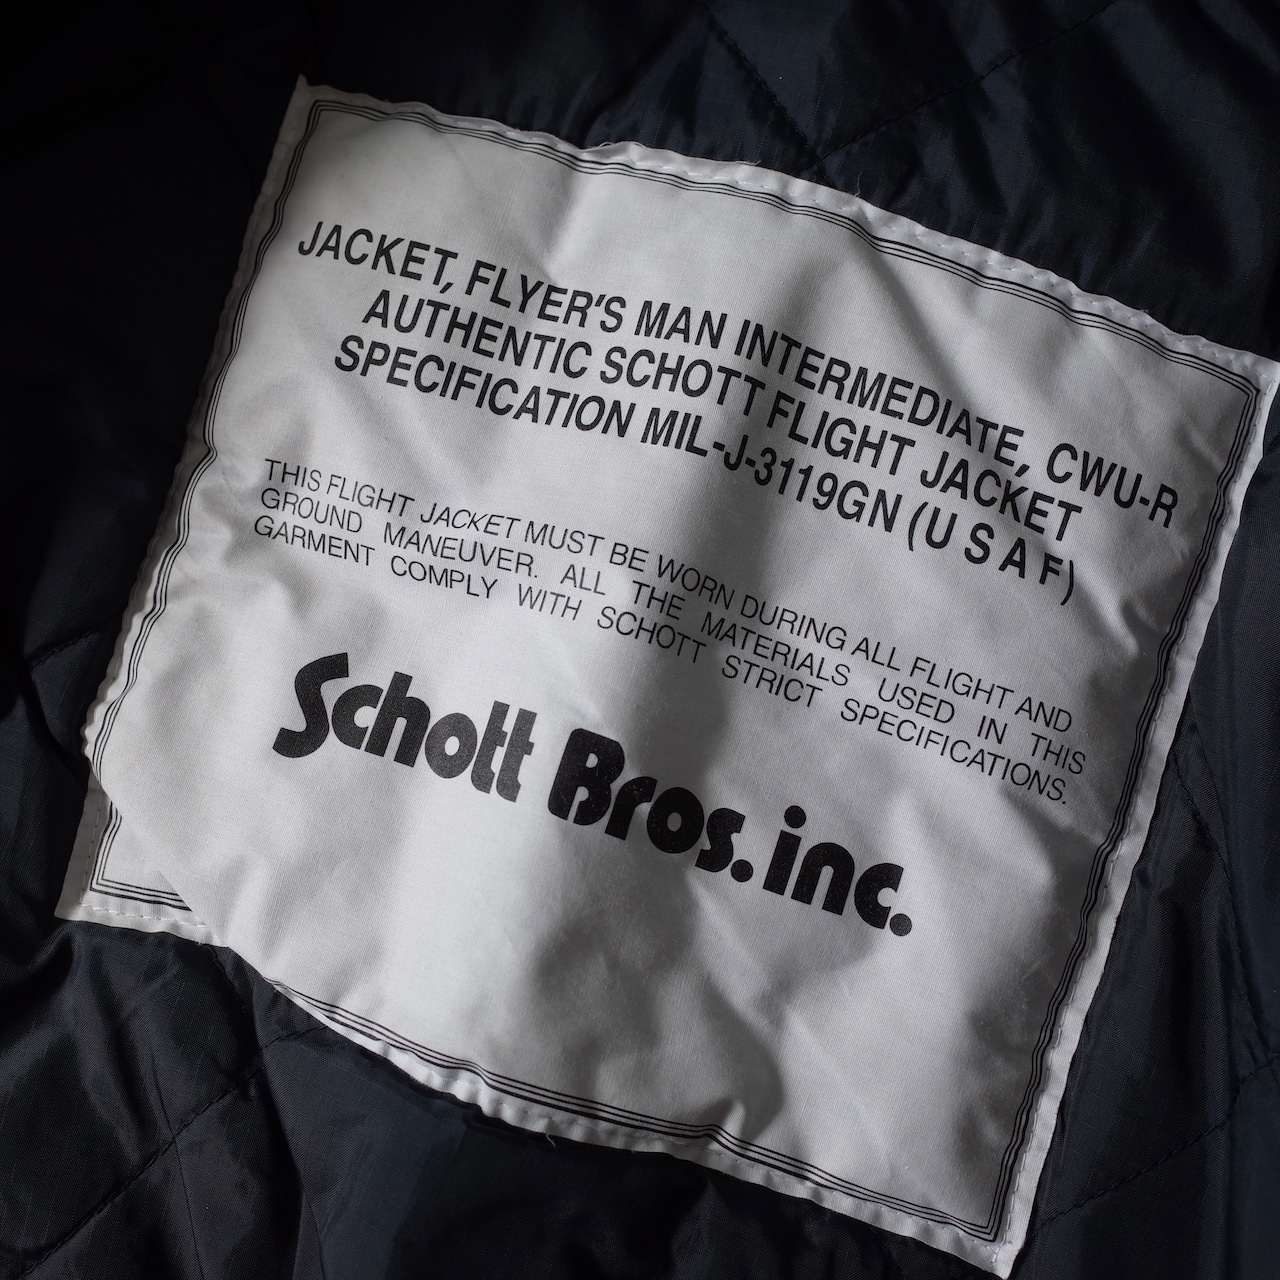 JACKET, FLYER'S MAN INTERMEDIATE, CWU-R
AUTHENTIC SCHOTT FLIGHT JACKET
SPECIFICATION MIL-J-3119GN (U S A F)
THIS FLIGHT JACKET MUST BE WORN DURING ALL FLIGHT AND
GROUND MANEUVER. ALL THE MATERIALS USED IN THIS
GARMENT COMPLY WITH SCHOTT STRICT SPECIFICATIONS.
Schott Bros. inc.